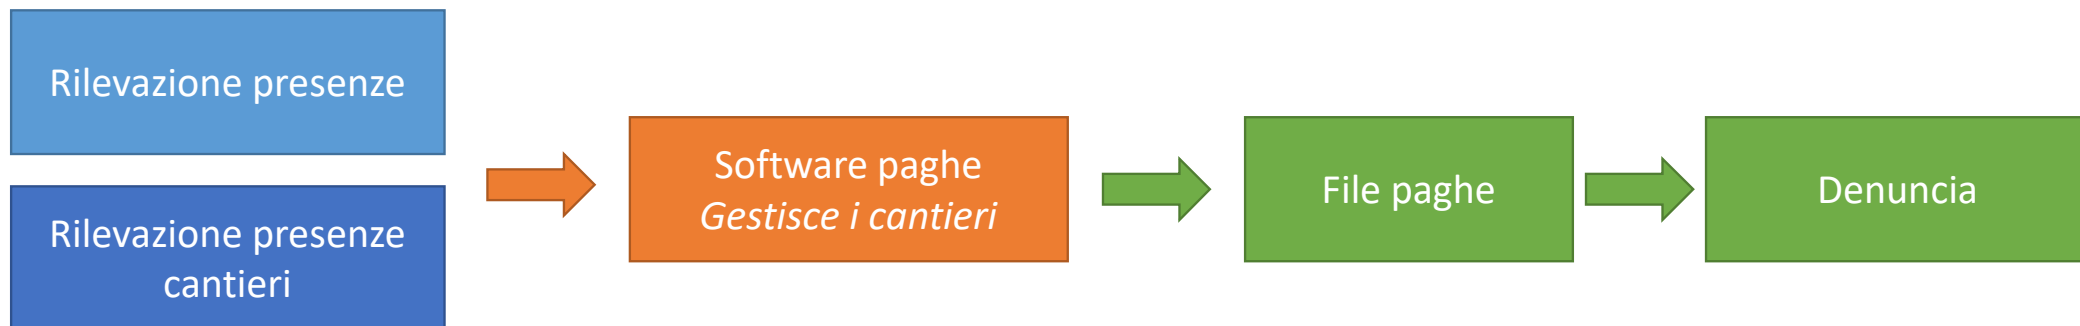 Rilevazione presenze
Rilevazione presenze
cantieri
Software paghe
Gestisce i cantieri
File paghe
Denuncia